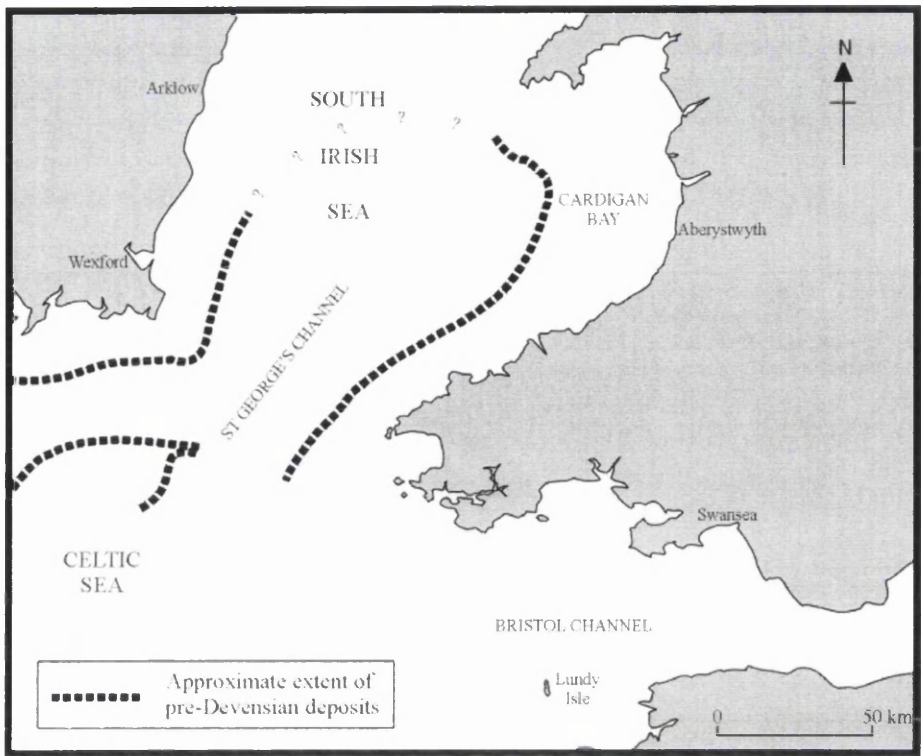 N
Arklow
SOUTH
? ? ?
?
IRISH
?
SEA
CARDIGAN
BAY
Aberystwyth
Wexford
ST GEORGE'S CHANNEL
Swansea
CELTIC
SEA
BRISTOL CHANNEL
Lundy
Isle
Approximate extent of
pre-Devensian deposits
0 50 km